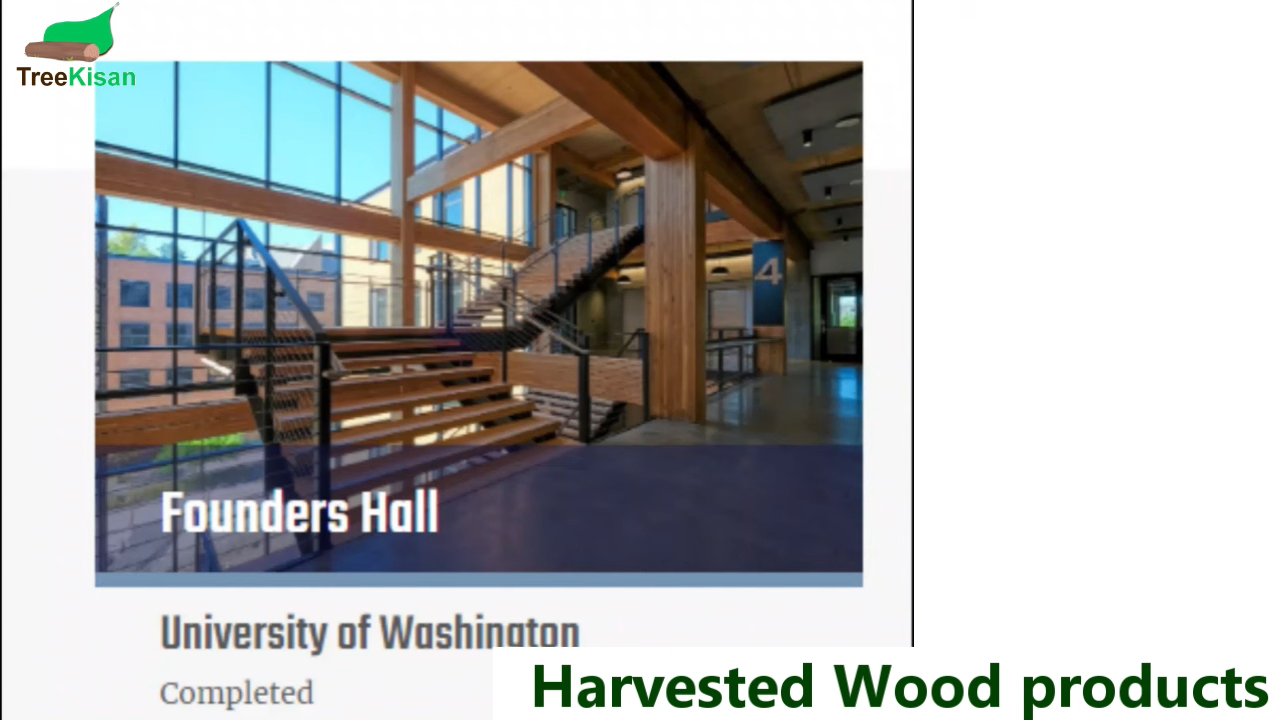 TreeKisan
4
Founders Hall
University of Washington
Completed
Harvested Wood products